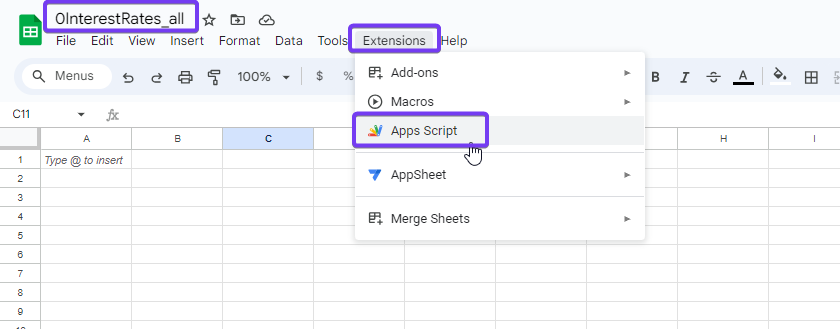 0InterestRates_all
File Edit View Insert Format Data Tools Extensions Help
Menus 100% $ % B I S A
Add-ons
C11 fx
Macros
A B C H I
Apps Script
1 Type @ to insert
2
AppSheet
3
4
Merge Sheets
5
6
7
8
9